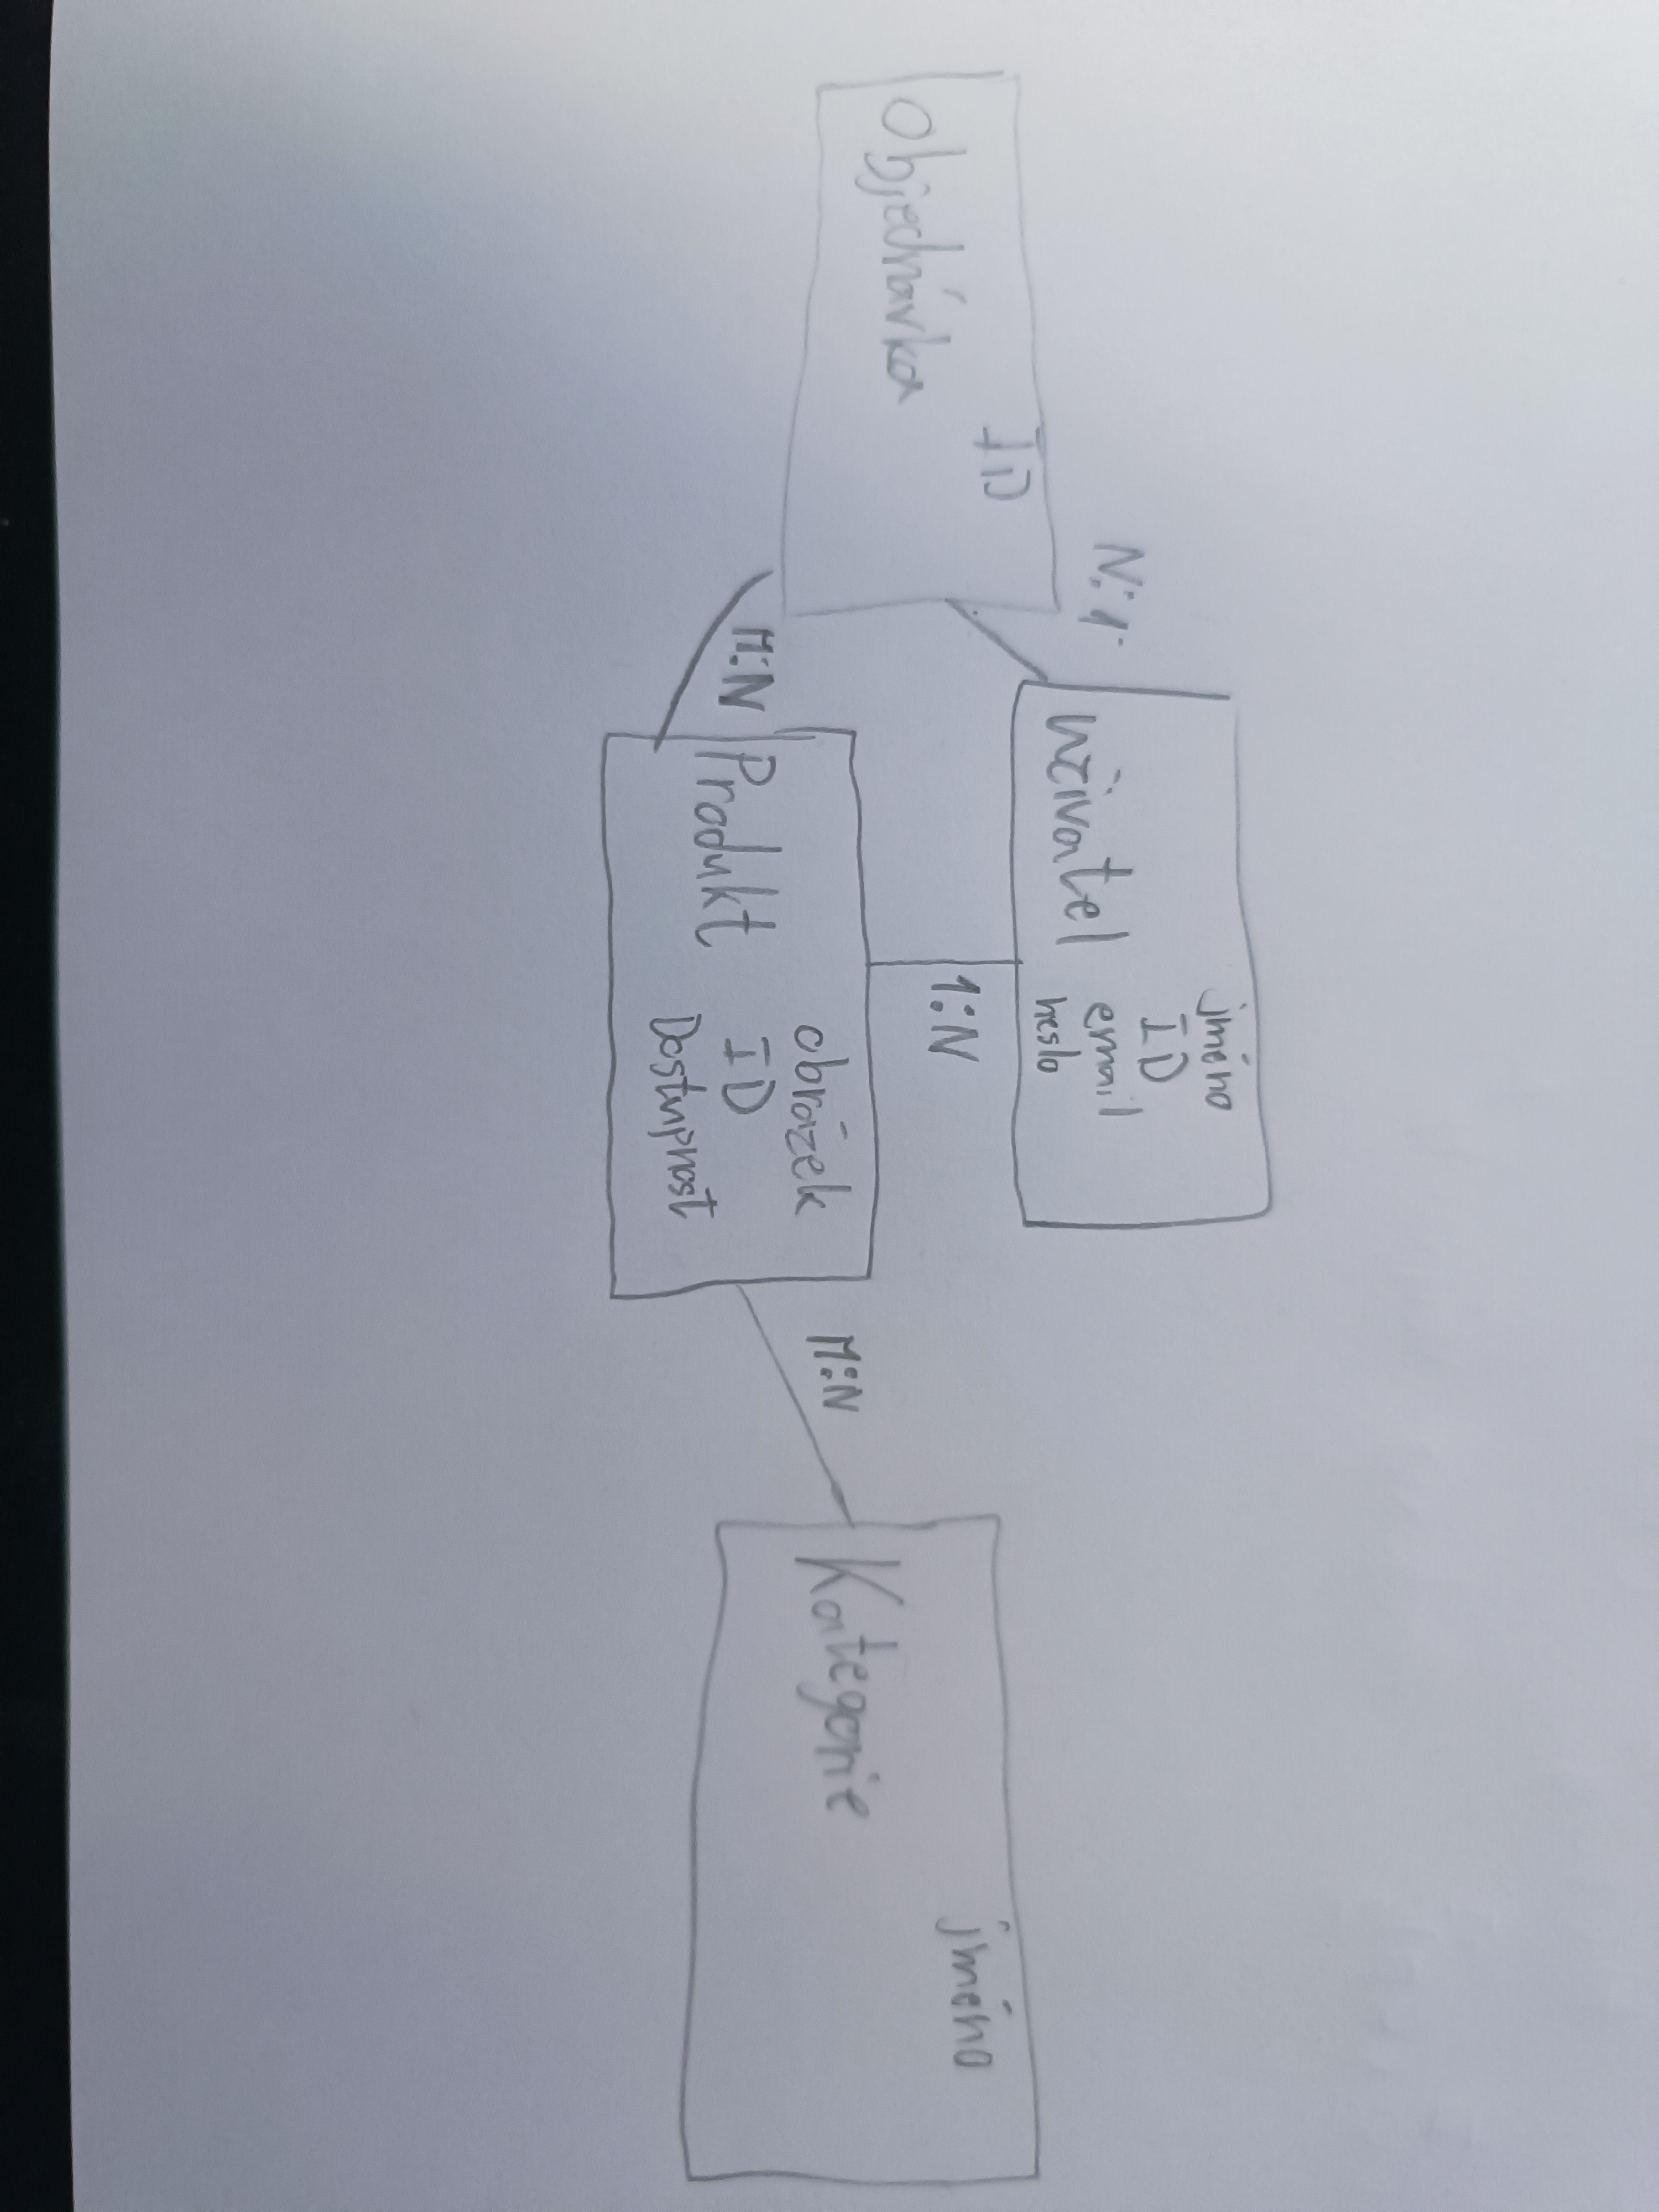 Objednávka
ID
N:1
M:N
uživatel
jméno
ID
email
heslo
1:N
Produkt
obrázek
ID
Dostupnost
M:N
Kategorie
jméno